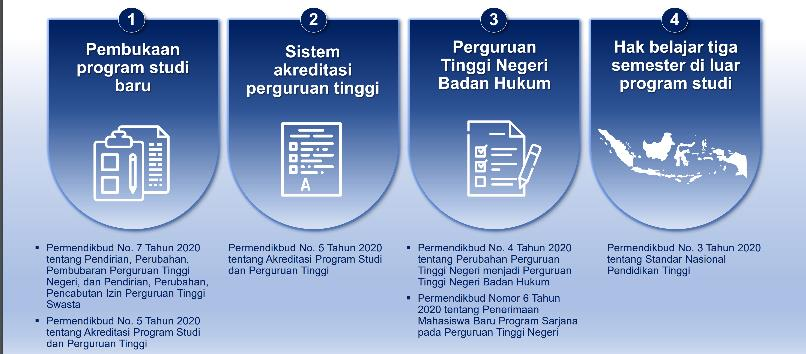 1
Pembukaan
program studi
baru
▪ Permendikbud No. 7 Tahun 2020
tentang Pendirian, Perubahan,
Pembubaran Perguruan Tinggi
Negeri, dan Pendirian, Perubahan,
Pencabutan Izin Perguruan Tinggi
Swasta
▪ Permendikbud No. 5 Tahun 2020
tentang Akreditasi Program Studi
dan Perguruan Tinggi
2
Sistem
akreditasi
perguruan tinggi
A
Permendikbud No. 5 Tahun 2020
tentang Akreditasi Program Studi
dan Perguruan Tinggi
3
Perguruan
Tinggi Negeri
Badan Hukum
▪ Permendikbud No. 4 Tahun 2020
tentang Perubahan Perguruan
Tinggi Negeri menjadi Perguruan
Tinggi Negeri Badan Hukum
▪ Permendikbud Nomor 6 Tahun
2020 tentang Penerimaan
Mahasiswa Baru Program Sarjana
pada Perguruan Tinggi Negeri
4
Hak belajar tiga
semester di luar
program studi
Permendikbud No. 3 Tahun 2020
tentang Standar Nasional
Pendidikan Tinggi